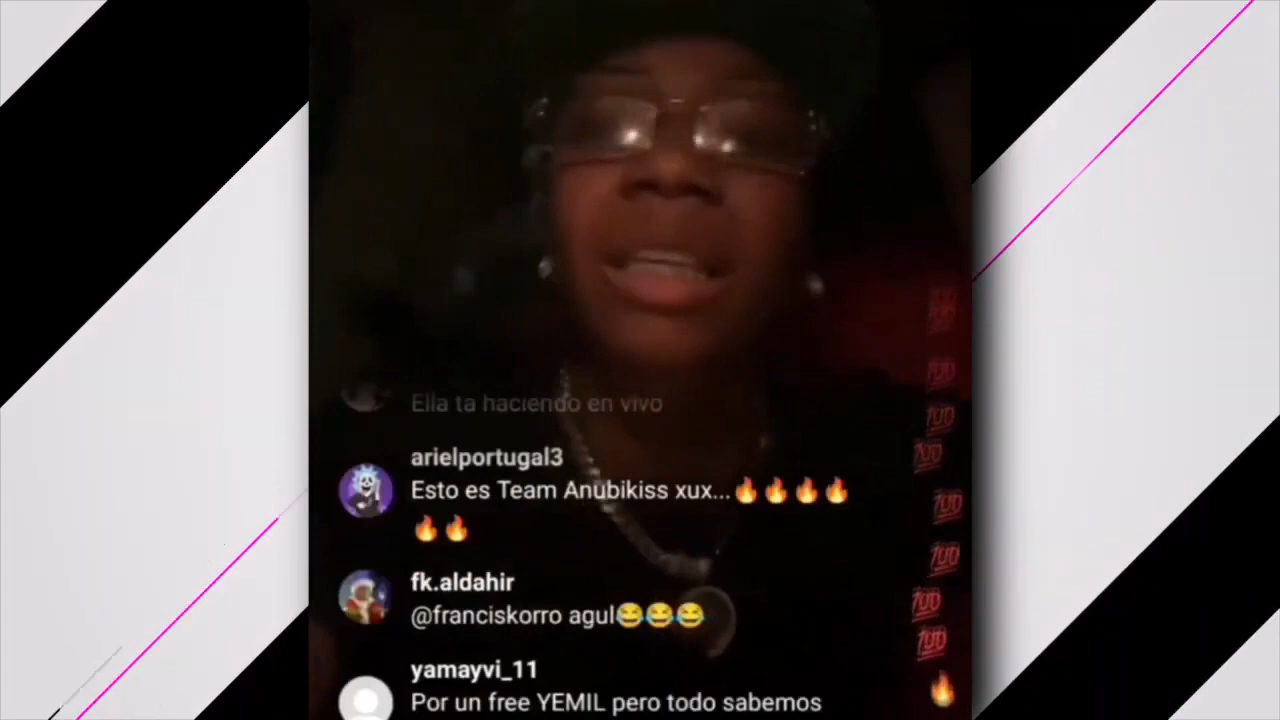 Ella ta haciendo en vivo
arielportugal3
Esto es Team Anubikiss xux...🔥🔥🔥🔥
🔥🔥
fk.aldahir
@franciskorro agul😂😂😂
yamayvi_11
Por un free YEMIL pero todo sabemos